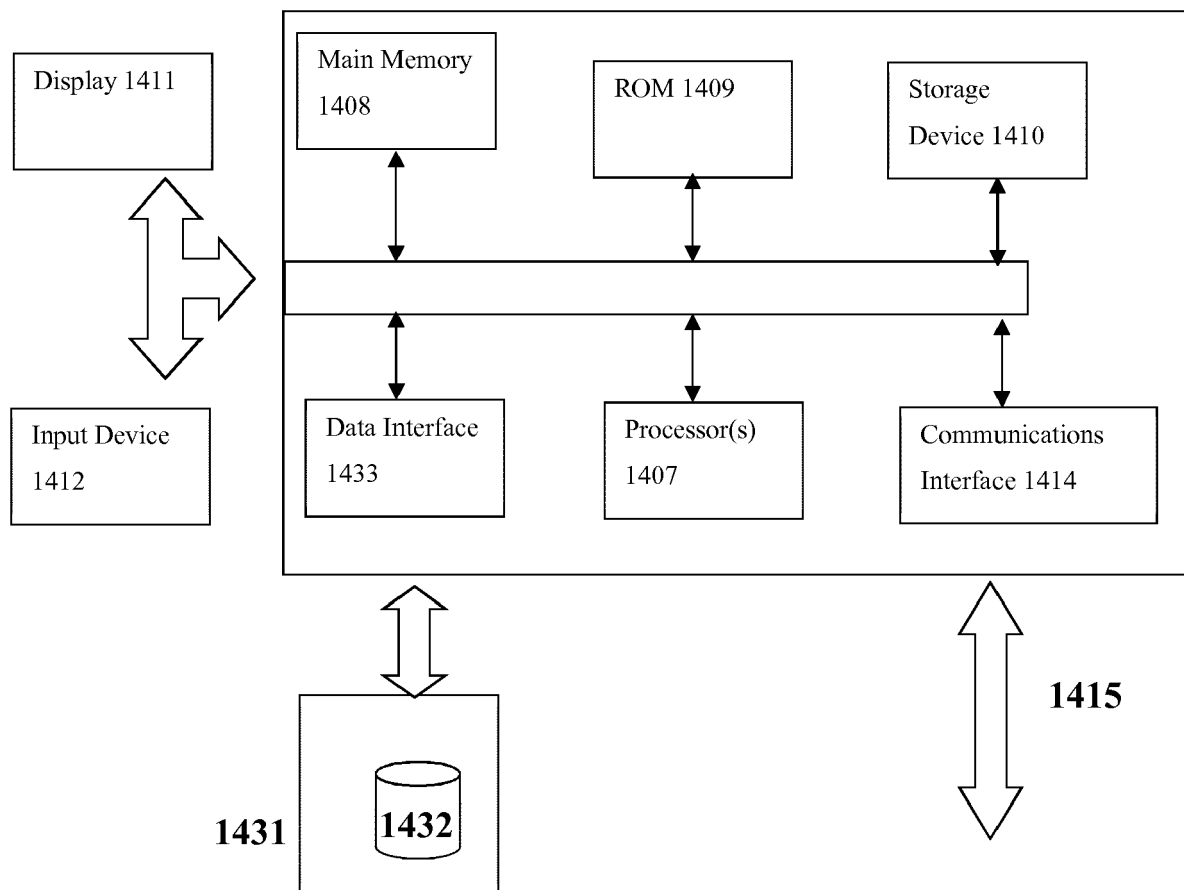 Display 1411
Main Memory
1408
ROM 1409
Storage
Device 1410
Input Device
1412
Data Interface
1433
Processor(s)
1407
Communications
Interface 1414
1415
1431
1432